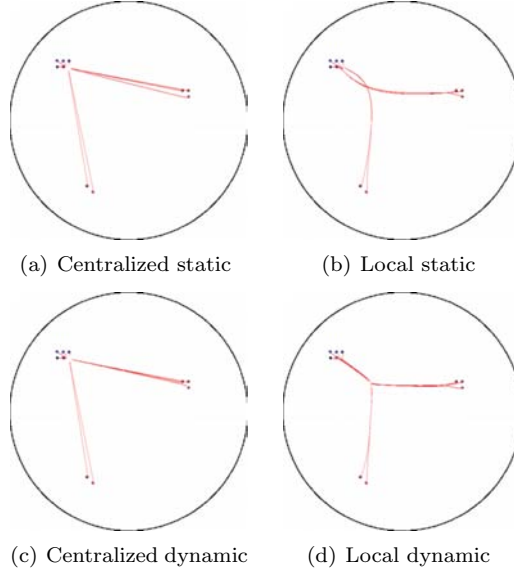 (a) Centralized static
(b) Local static
(c) Centralized dynamic
(d) Local dynamic